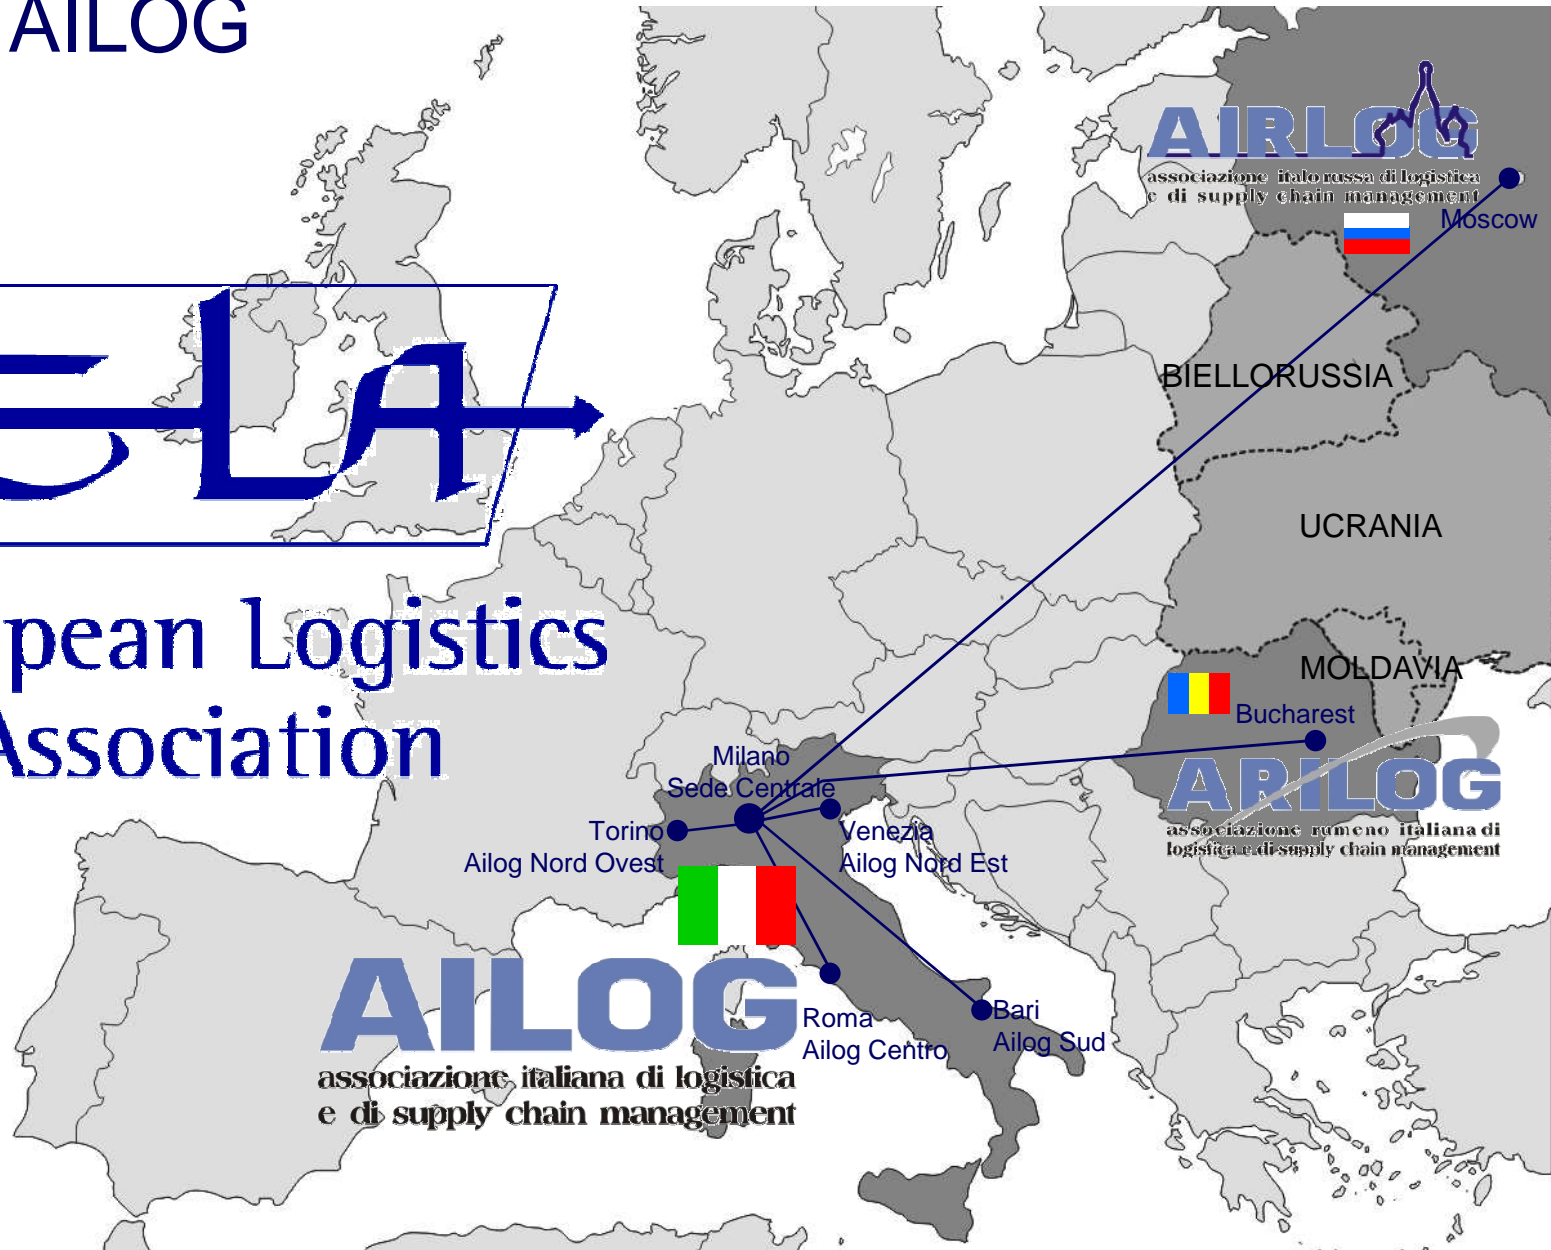 AILOG
AIRLOG
associazione italo russa di logistica
e di supply chain management
Moscow
BIELLORUSSIA
ELA
UCRANIA
pean Logistics
Association
MOLDAVIA
Bucharest
ARILOG
associazione rumeno italiana di
logistica e di supply chain management
Milano
Sede Centrale
Torino
Ailog Nord Ovest
Venezia
Ailog Nord Est
AILOG
associazione italiana di logistica
e di supply chain management
Roma
Ailog Centro
Bari
Ailog Sud